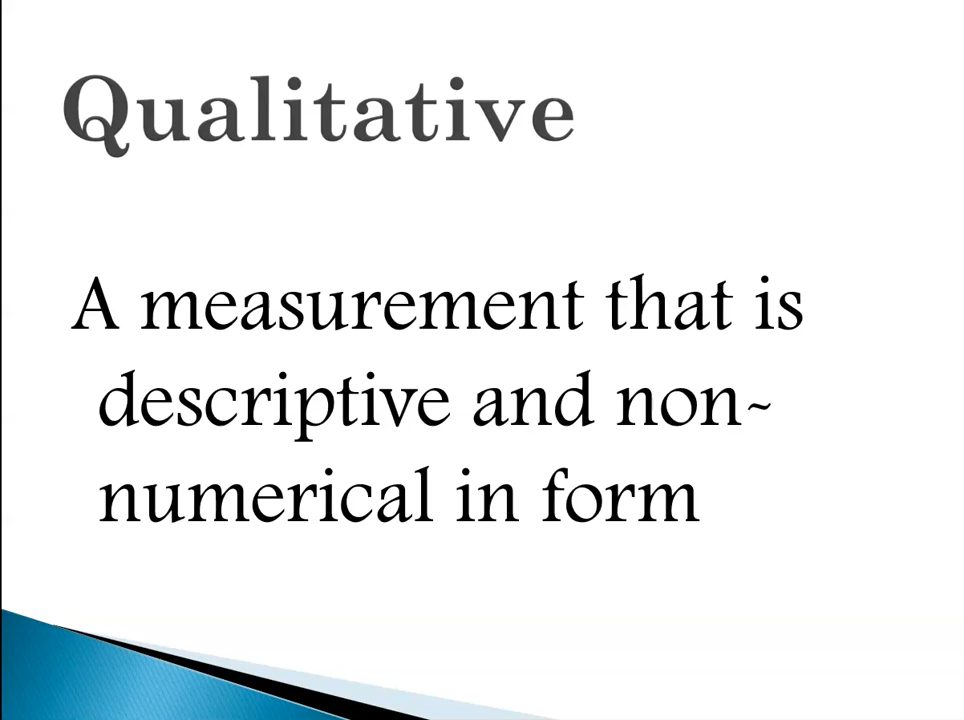 Qualitative
A measurement that is
descriptive and non-
numerical in form